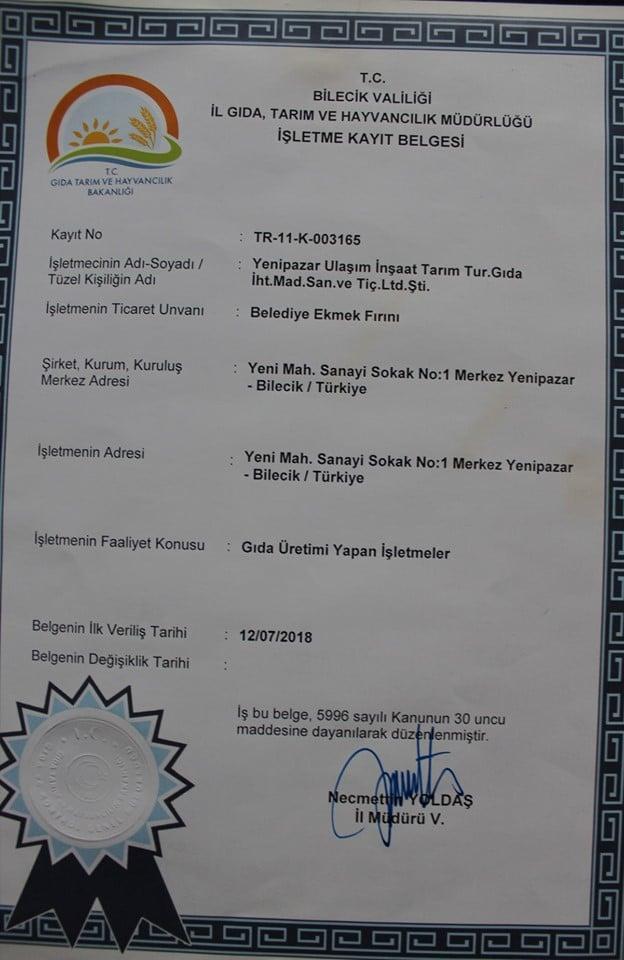 T.C.
BİLECİK VALİLİĞİ
İL GIDA, TARIM VE HAYVANCILIK MÜDÜRLÜĞÜ
İŞLETME KAYIT BELGESİ
T.C.
GIDA TARIM VE HAYVANCILIK
BAKANLIĞI
Kayıt No : TR-11-K-003165
İşletmecinin Adı-Soyadı / : Yenipazar Ulaşım İnşaat Tarım Tur.Gıda
Tüzel Kişiliğin Adı İht.Mad.San.ve Tiç.Ltd.Şti.
İşletmenin Ticaret Unvanı : Belediye Ekmek Fırını
Şirket, Kurum, Kuruluş : Yeni Mah. Sanayi Sokak No:1 Merkez Yenipazar
Merkez Adresi - Bilecik / Türkiye
İşletmenin Adresi : Yeni Mah. Sanayi Sokak No:1 Merkez Yenipazar
- Bilecik / Türkiye
İşletmenin Faaliyet Konusu : Gıda Üretimi Yapan İşletmeler
Belgenin İlk Veriliş Tarihi : 12/07/2018
Belgenin Değişiklik Tarihi :
İş bu belge, 5996 sayılı Kanunun 30 uncu
maddesine dayanılarak düzenlenmiştir.
Necmettin YOLDAŞ
İl Müdürü V.
T.C.